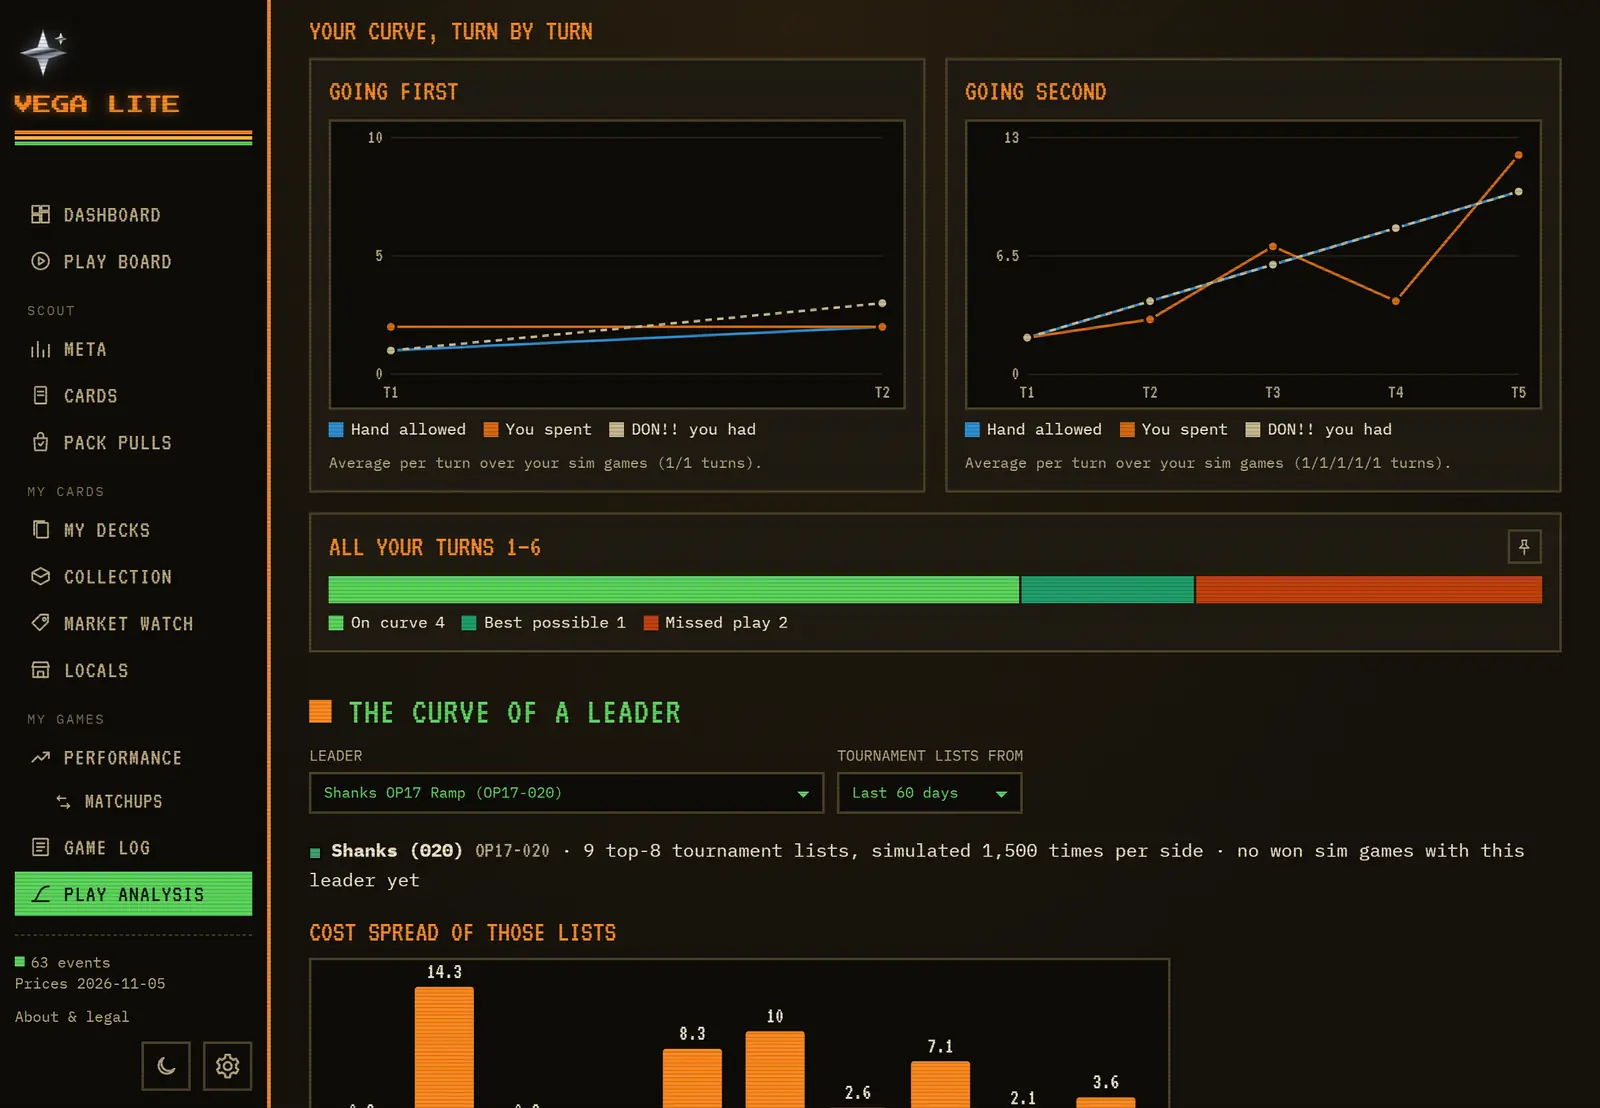 VEGA LITE
DASHBOARD
PLAY BOARD
SCOUT
META
CARDS
PACK PULLS
MY CARDS
MY DECKS
COLLECTION
MARKET WATCH
LOCALS
MY GAMES
PERFORMANCE
MATCHUPS
GAME LOG
PLAY ANALYSIS
63 events
Prices 2026-11-05
About & legal
YOUR CURVE, TURN BY TURN
GOING FIRST
10
5
0
T1 T2
Hand allowed You spent DON!! you had
Average per turn over your sim games (1/1 turns).
GOING SECOND
13
6.5
0
T1 T2 T3 T4 T5
Hand allowed You spent DON!! you had
Average per turn over your sim games (1/1/1/1/1 turns).
ALL YOUR TURNS 1–6
On curve 4 Best possible 1 Missed play 2
THE CURVE OF A LEADER
LEADER
Shanks OP17 Ramp (OP17-020)
TOURNAMENT LISTS FROM
Last 60 days
Shanks (020) OP17-020 · 9 top-8 tournament lists, simulated 1,500 times per side · no won sim games with this
leader yet
COST SPREAD OF THOSE LISTS
14.3
8.3
10
2.6
7.1
2.1
3.6